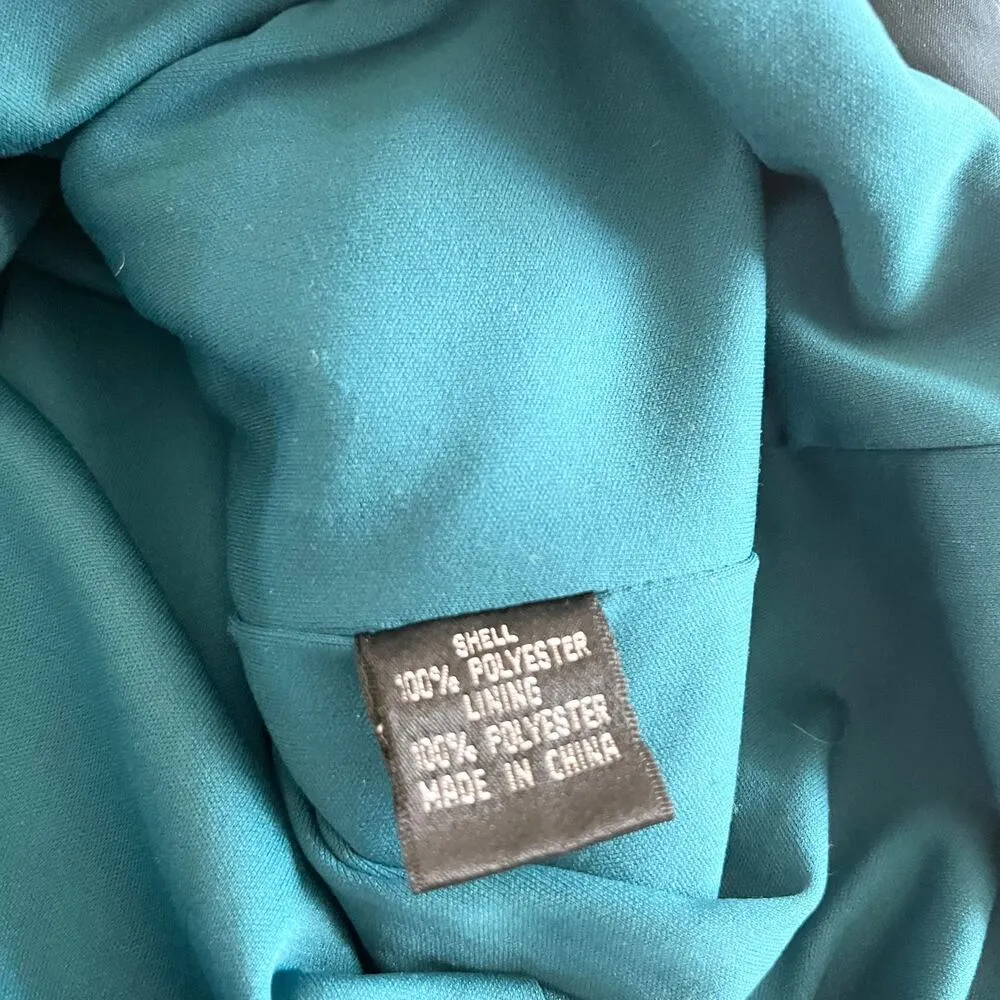 SHELL
100% POLYESTER
LINING
100% POLYESTER
MADE IN CHINA